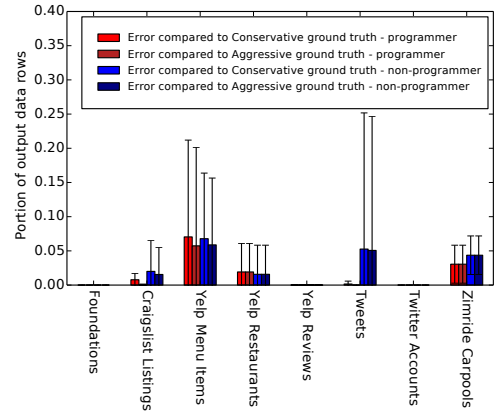 Error compared to Conservative ground truth - programmer
Error compared to Aggressive ground truth - programmer
Error compared to Conservative ground truth - non-programmer
Error compared to Aggressive ground truth - non-programmer
Portion of output data rows
0.40
0.35
0.30
0.25
0.20
0.15
0.10
0.05
0.00
Foundations
Craigslist Listings
Yelp Menu Items
Yelp Restaurants
Yelp Reviews
Tweets
Twitter Accounts
Zimride Carpools